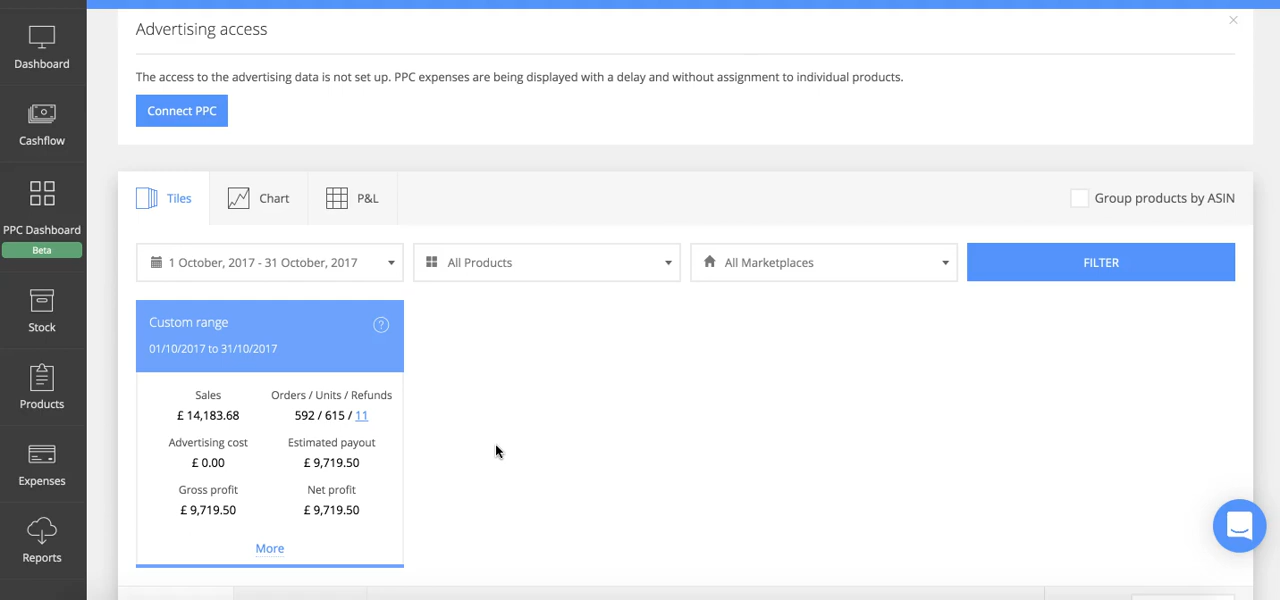 Dashboard
Cashflow
PPC Dashboard
Beta
Stock
Products
Expenses
Reports
Advertising access
The access to the advertising data is not set up. PPC expenses are being displayed with a delay and without assignment to individual products.
Connect PPC
Tiles
Chart
P&L
Group products by ASIN
1 October, 2017 - 31 October, 2017
All Products
All Marketplaces
FILTER
Custom range
?
01/10/2017 to 31/10/2017
Sales
Orders / Units / Refunds
£ 14,183.68
592 / 615 / 11
Advertising cost
Estimated payout
£ 0.00
£ 9,719.50
Gross profit
Net profit
£ 9,719.50
£ 9,719.50
More